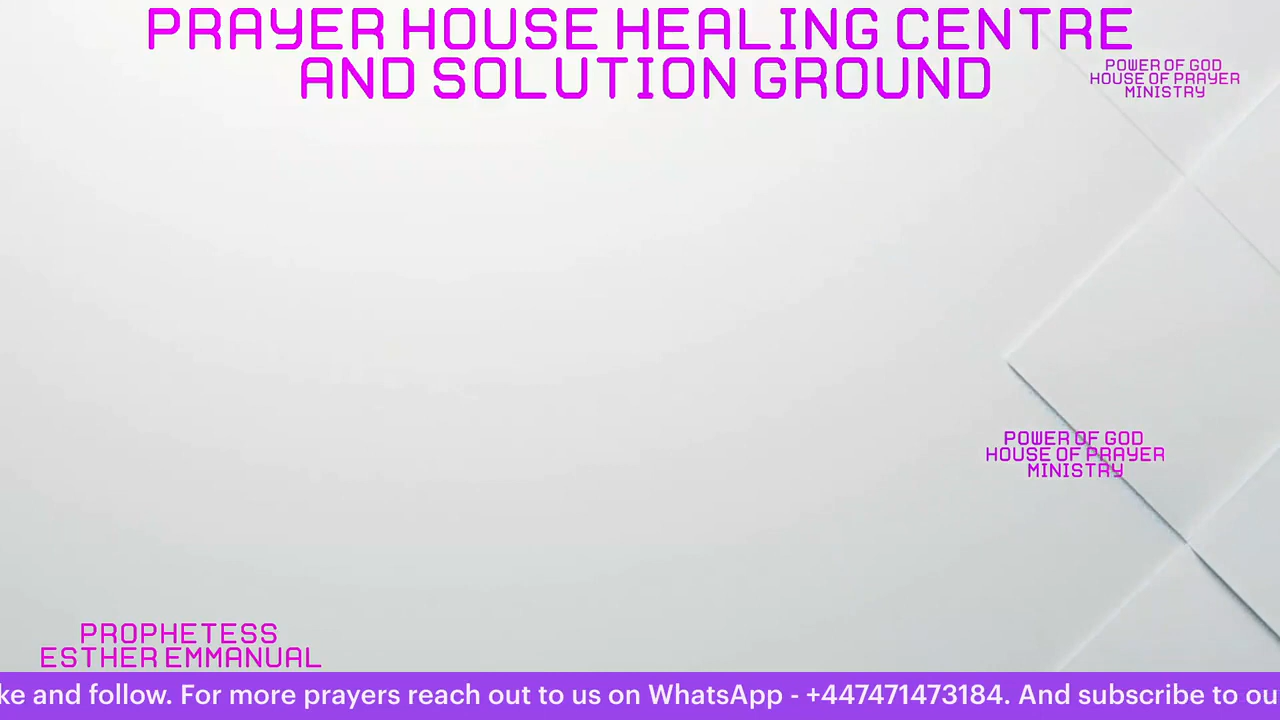 PRAYER HOUSE HEALING CENTRE
AND SOLUTION GROUND
POWER OF GOD
HOUSE OF PRAYER
MINISTRY
POWER OF GOD
HOUSE OF PRAYER
MINISTRY
PROPHETESS
ESTHER EMMANUAL
ke and follow. For more prayers reach out to us on WhatsApp - +447471473184. And subscribe to ou